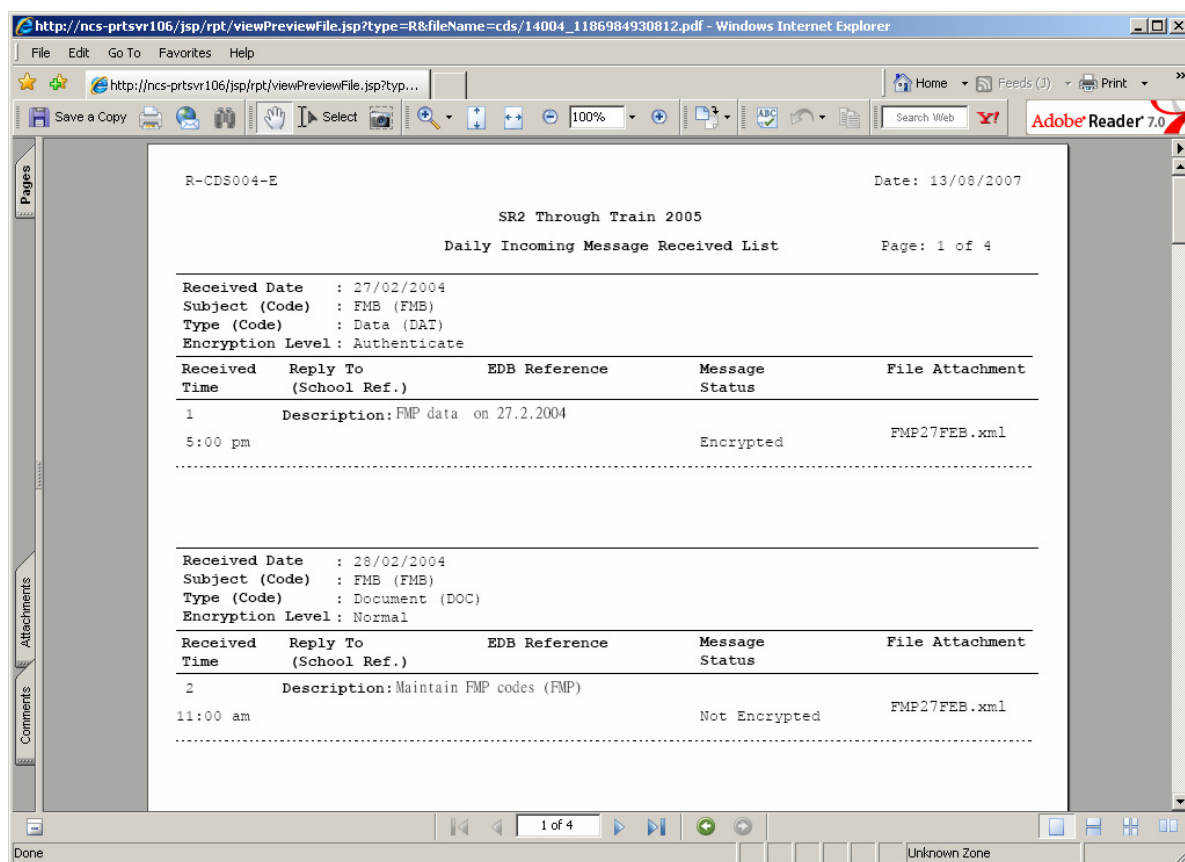 http://ncs-prtsvr106/jsp/rpt/viewPreviewFile.jsp?type=R&fileName=cds/14004_1186984930812.pdf - Windows Internet Explorer
File Edit Go To Favorites Help
http://ncs-prtsvr106/jsp/rpt/viewPreviewFile.jsp?typ... Home Feeds (J) Print »
Save a Copy Select 100% Search Web Y! Adobe Reader 7.0
Pages
R-CDS004-E Date: 13/08/2007
SR2 Through Train 2005
Daily Incoming Message Received List Page: 1 of 4
Received Date : 27/02/2004
Subject (Code) : FMB (FMB)
Type (Code) : Data (DAT)
Encryption Level : Authenticate
Received Reply To EDB Reference Message File Attachment
Time (School Ref.) Status
1 Description: FMP data on 27.2.2004
FMP27FEB.xml
5:00 pm Encrypted
Received Date : 28/02/2004
Subject (Code) : FMB (FMB)
Type (Code) : Document (DOC)
Encryption Level : Normal
Attachments
Received Reply To EDB Reference Message File Attachment
Time (School Ref.) Status
2 Description: Maintain FMP codes (FMP)
FMP27FEB.xml
11:00 am Not Encrypted
Comments
1 of 4
Done Unknown Zone